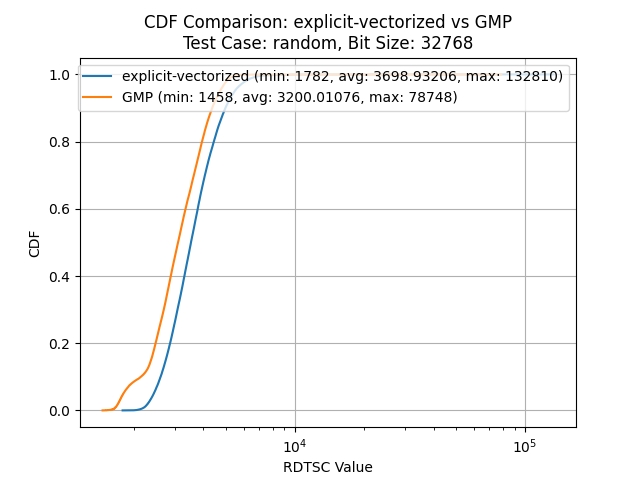 CDF Comparison: explicit-vectorized vs GMP
Test Case: random, Bit Size: 32768
explicit-vectorized (min: 1782, avg: 3698.93206, max: 132810)
GMP (min: 1458, avg: 3200.01076, max: 78748)
1.0
0.8
0.6
0.4
0.2
0.0
CDF
10⁴
10⁵
RDTSC Value